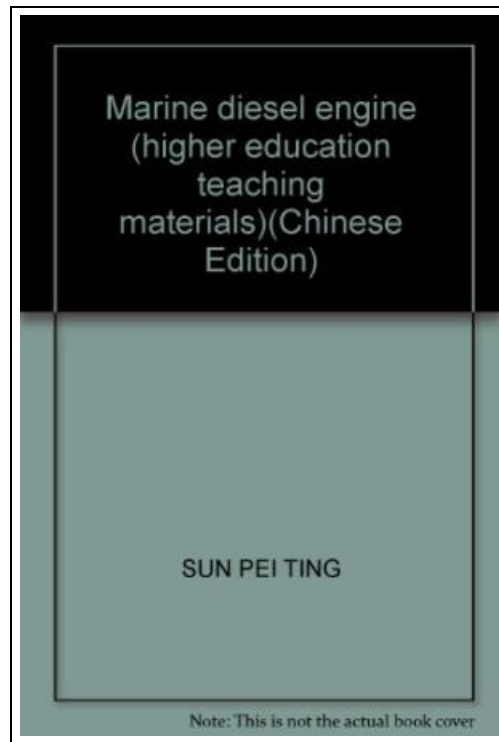 Marine diesel engine
(higher education
teaching
materials)(Chinese
Edition)
SUN PEI TING
Note: This is not the actual book cover